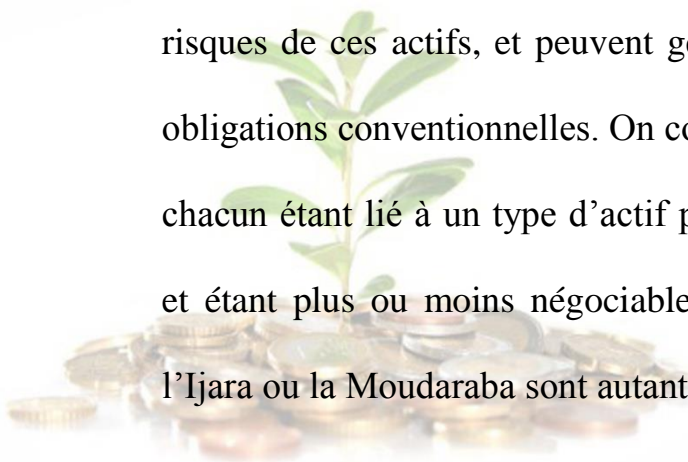 risques de ces actifs, et peuvent
obligations conventionnelles. On
chacun étant lié à un type d’actif
et étant plus ou moins négociable
l’Ijara ou la Moudaraba sont autant